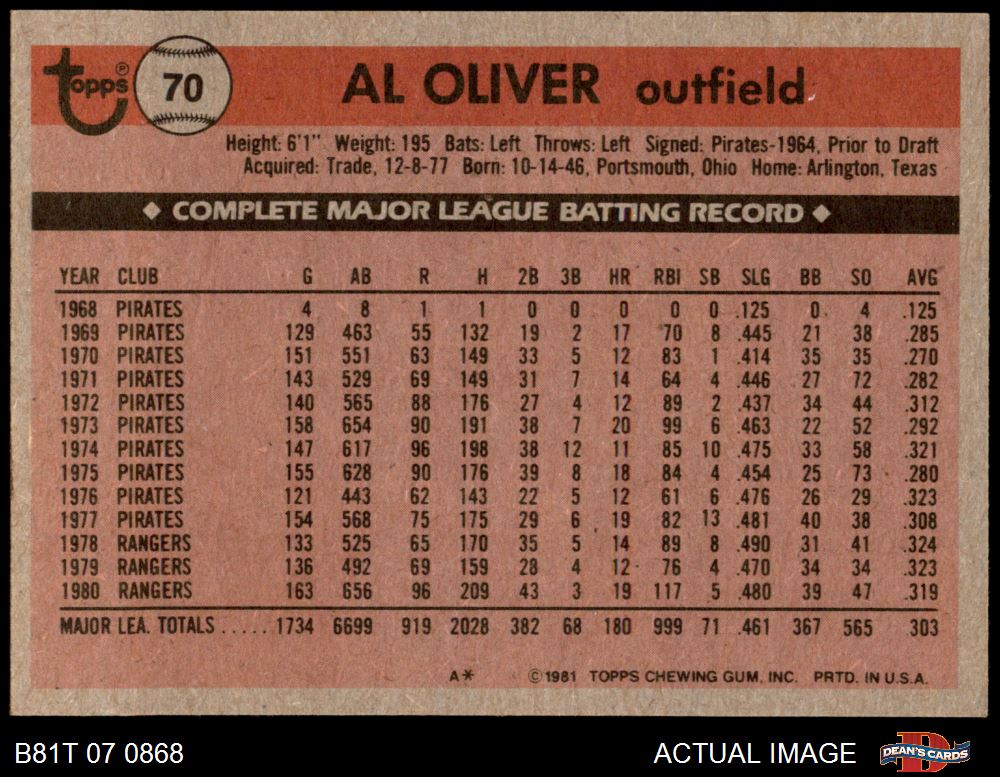 topps ®
70
AL OLIVER outfield
Height: 6'1" Weight: 195 Bats: Left Throws: Left Signed: Pirates-1964, Prior to Draft
Acquired: Trade, 12-8-77 Born: 10-14-46, Portsmouth, Ohio Home: Arlington, Texas
◆ COMPLETE MAJOR LEAGUE BATTING RECORD ◆
YEAR CLUB G AB R H 2B 3B HR RBI SB SLG BB SO AVG
1968 PIRATES 4 8 1 1 0 0 0 0 0 .125 0 4 .125
1969 PIRATES 129 463 55 132 19 2 17 70 8 .445 21 38 .285
1970 PIRATES 151 551 63 149 33 5 12 83 1 .414 35 35 .270
1971 PIRATES 143 529 69 149 31 7 14 64 4 .446 27 72 .282
1972 PIRATES 140 565 88 176 27 4 12 89 2 .437 34 44 .312
1973 PIRATES 158 654 90 191 38 7 20 99 6 .463 22 52 .292
1974 PIRATES 147 617 96 198 38 12 11 85 10 .475 33 58 .321
1975 PIRATES 155 628 90 176 39 8 18 84 4 .454 25 73 .280
1976 PIRATES 121 443 62 143 22 5 12 61 6 .476 26 29 .323
1977 PIRATES 154 568 75 175 29 6 19 82 13 .481 40 38 .308
1978 RANGERS 133 525 65 170 35 5 14 89 8 .490 31 41 .324
1979 RANGERS 136 492 69 159 28 4 12 76 4 .470 34 34 .323
1980 RANGERS 163 656 96 209 43 3 19 117 5 .480 39 47 .319
MAJOR LEA. TOTALS ..... 1734 6699 919 2028 382 68 180 999 71 .461 367 565 .303
A* © 1981 TOPPS CHEWING GUM, INC. PRTD. IN U.S.A.
B81T 07 0868 ACTUAL IMAGE DEAN'S CARDS